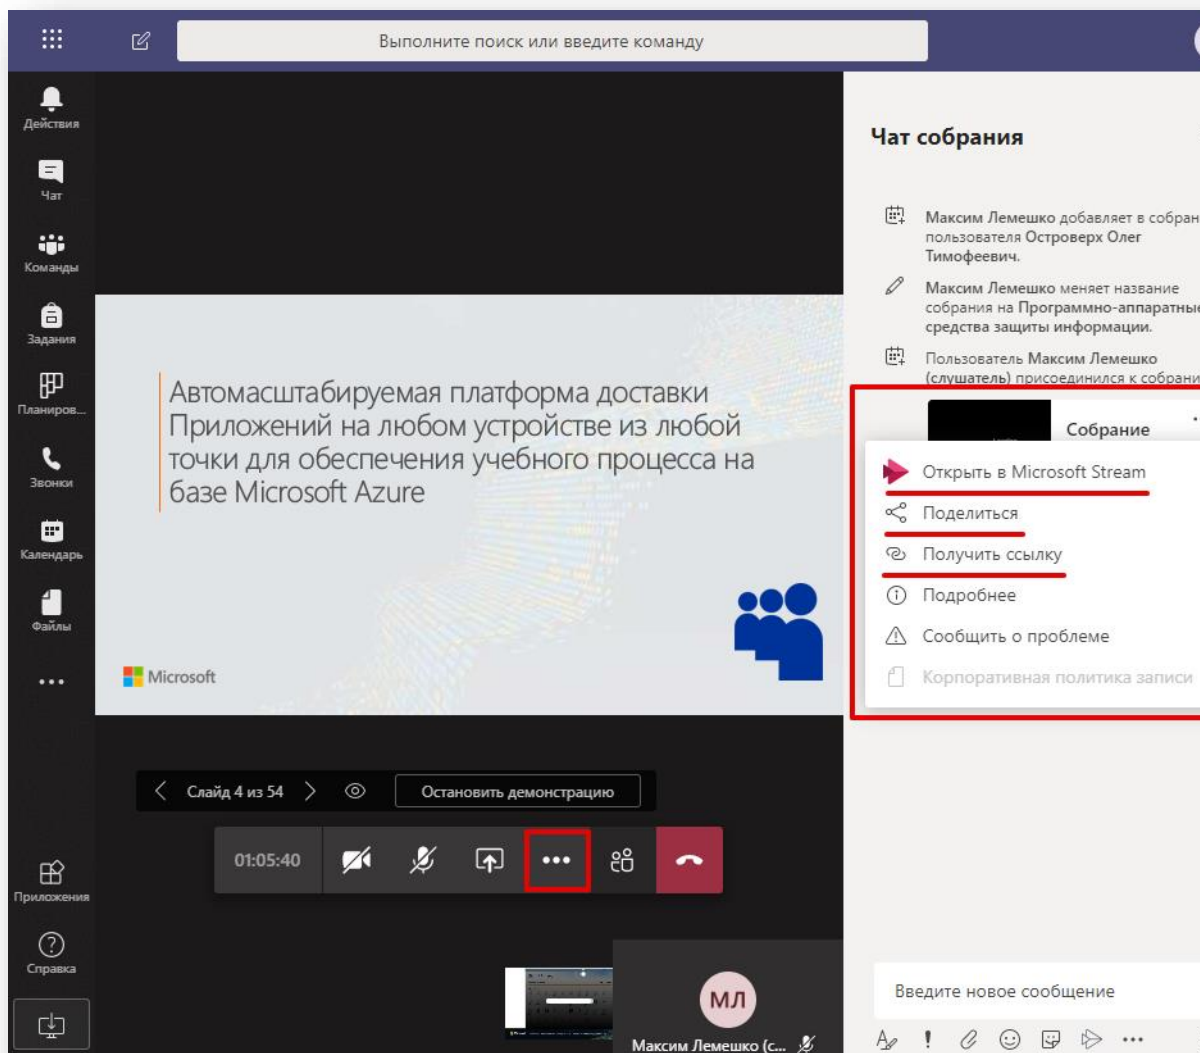 Выполните поиск или введите команду
Действия
Чат
Команды
Задания
Планиров...
Звонки
Календарь
Файлы
Приложения
Справка
Автомасштабируемая платформа доставки
Приложений на любом устройстве из любой
точки для обеспечения учебного процесса на
базе Microsoft Azure
Microsoft
Слайд 4 из 54
Остановить демонстрацию
01:05:40
МЛ
Максим Лемешко (с...
Чат собрания
Максим Лемешко добавляет в собран
пользователя Островерх Олег
Тимофеевич.
Максим Лемешко меняет название
собрания на Программно-аппаратные
средства защиты информации.
Пользователь Максим Лемешко
(слушатель) присоединился к собрани
Собрание
Открыть в Microsoft Stream
Поделиться
Получить ссылку
Подробнее
Сообщить о проблеме
Корпоративная политика записи
Введите новое сообщение